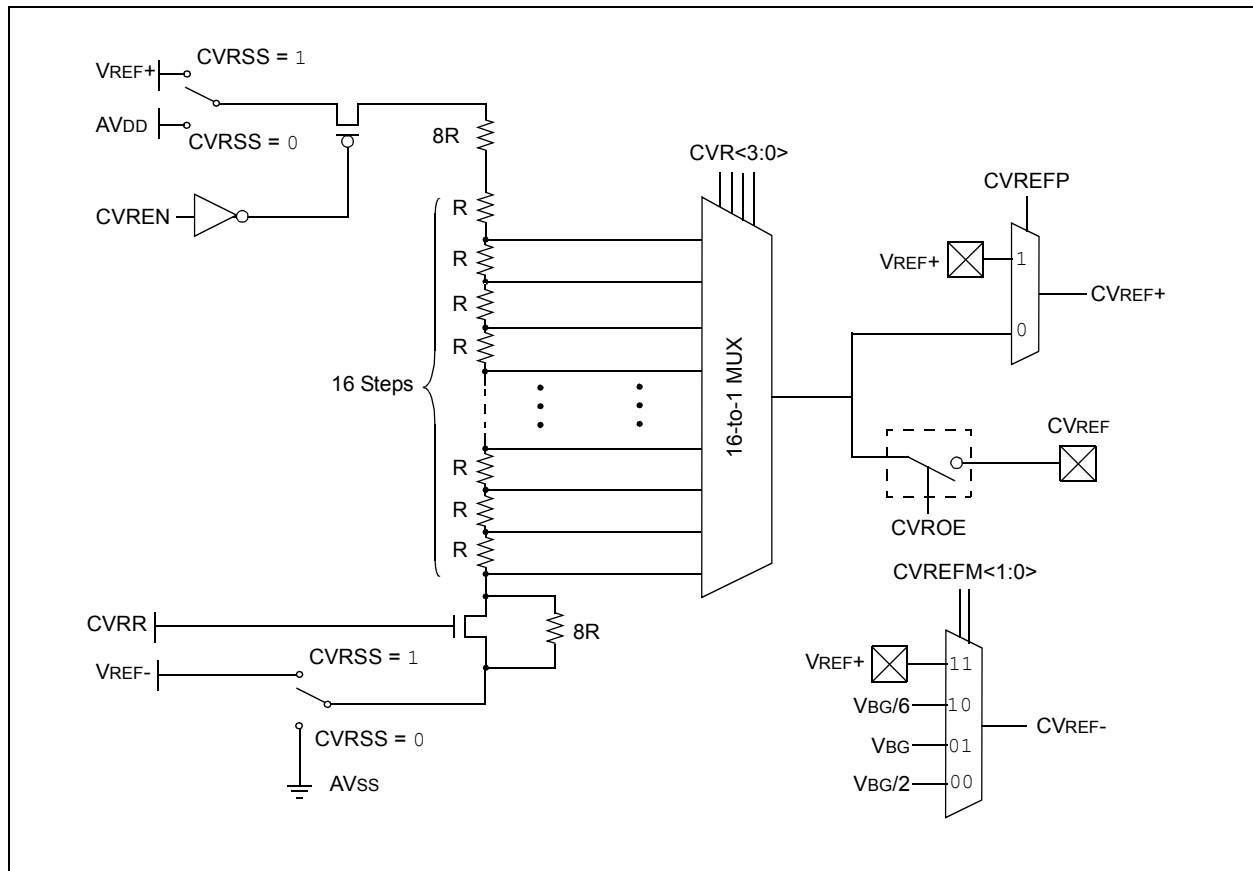 CVRSS = 1
VREF+
8R
AVDD
CVRSS = 0
CVR<3:0>
CVREFP
CVREN
R
R
VREF+
1
R
CVREF+
R
0
16 Steps
16-to-1 MUX
CVREF
R
R
CVROE
R
CVREFM<1:0>
CVRR
8R
CVRSS = 1
VREF-
VREF+
11
VBG/6
10
CVREF-
CVRSS = 0
VBG
01
AVSS
VBG/2
00